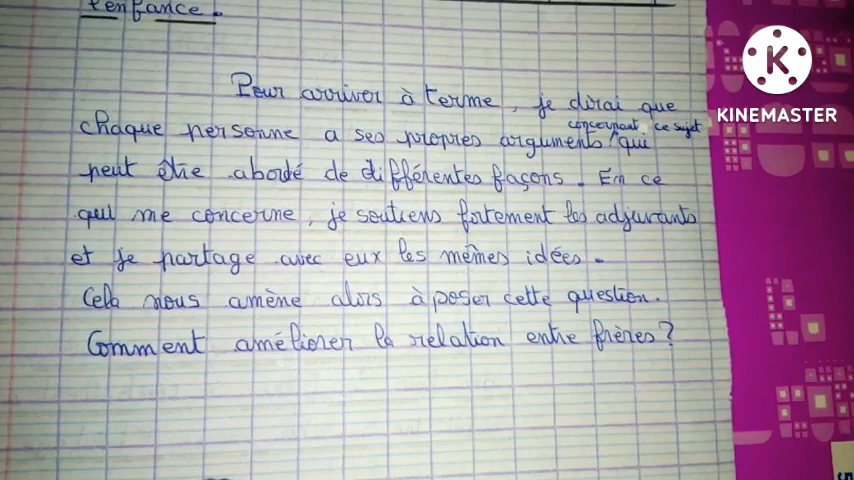 l'enfance.
Pour arriver à terme, je dirai que
chaque personne a ses propres arguments concernant ce sujet qui
peut être abordé de différentes façons. En ce
qui me concerne, je soutiens fortement les adjuvants
et je partage avec eux les mêmes idées.
Cela nous amène alors à poser cette question.
Comment améliorer la relation entre frères?
K
KINEMASTER
5